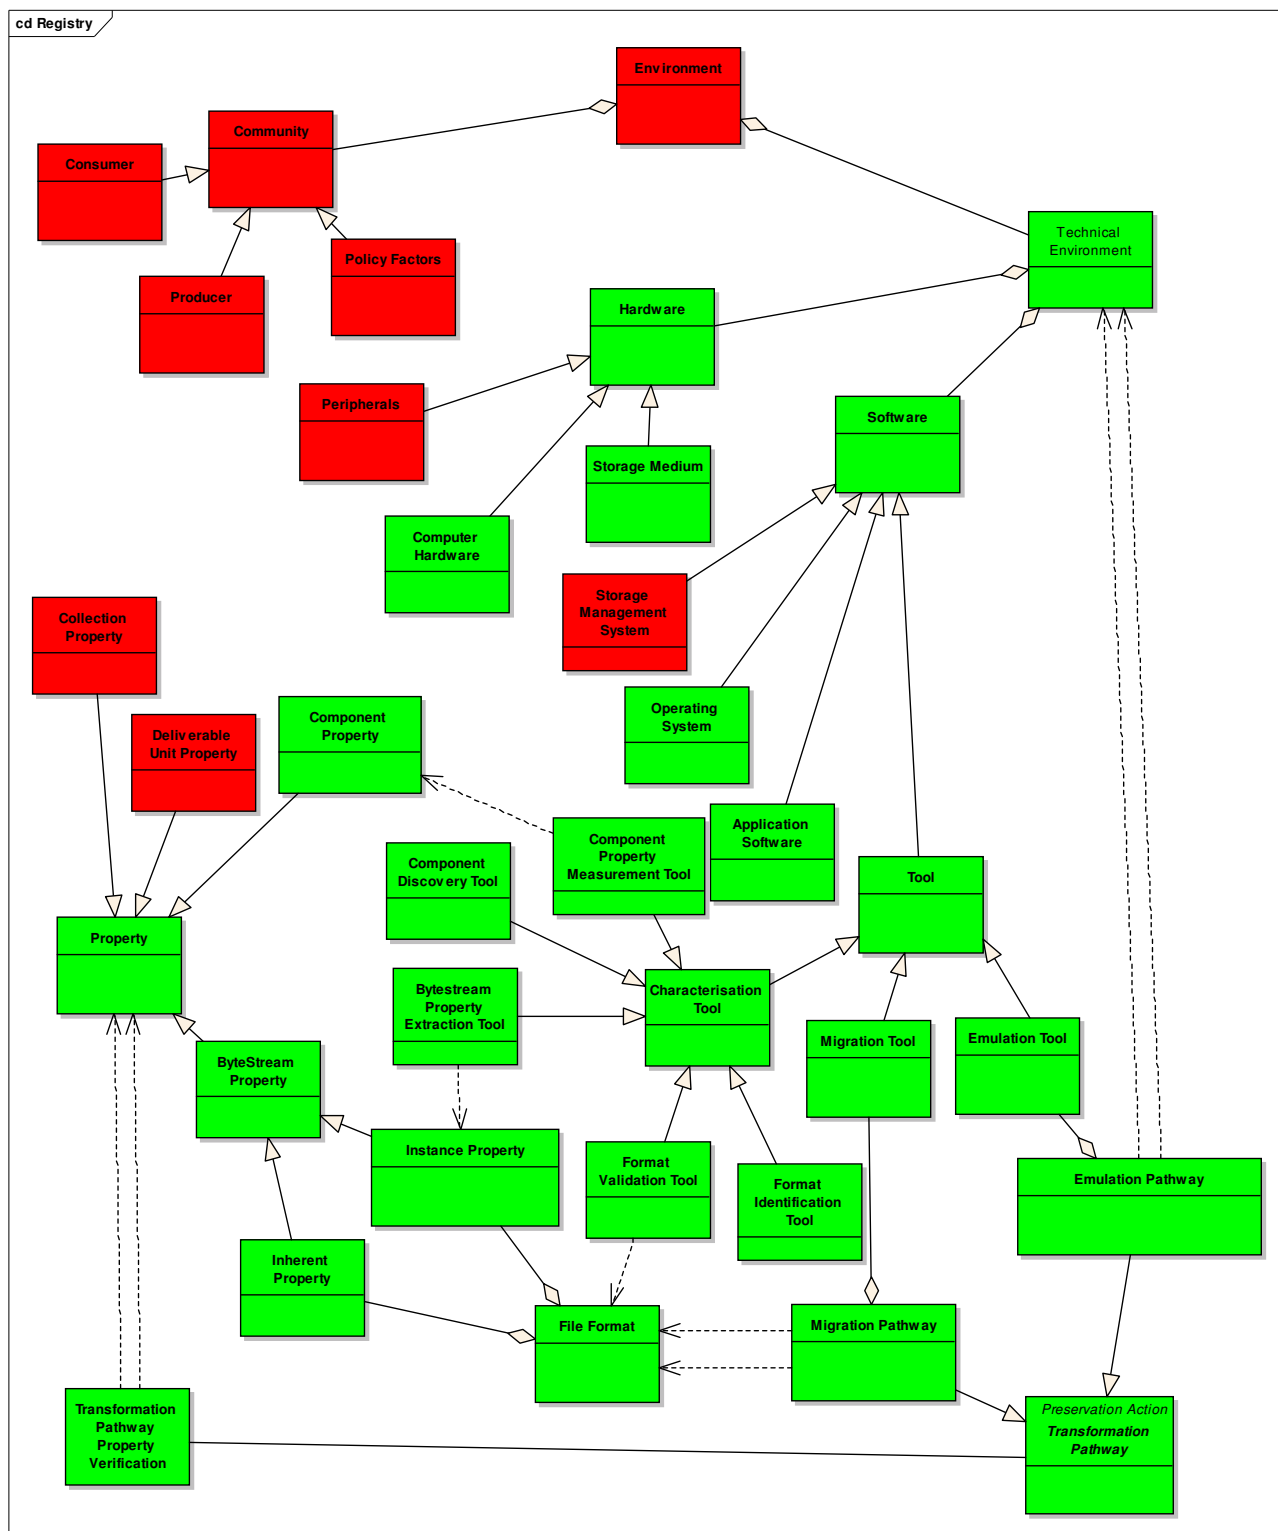 cd Registry
Environment
Community
Consumer
Technical
Environment
Policy Factors
Producer
Hardware
Peripherals
Software
Storage Medium
Computer
Hardware
Storage
Management
System
Collection
Property
Operating
System
Component
Property
Deliverable
Unit Property
Application
Software
Component
Property
Measurement Tool
Component
Discovery Tool
Tool
Property
Bytestream
Property
Extraction Tool
Characterisation
Tool
Migration Tool
Emulation Tool
ByteStream
Property
Instance Property
Format
Validation Tool
Format
Identification
Tool
Emulation Pathway
Inherent
Property
File Format
Migration Pathway
Transformation
Pathway
Property
Verification
Preservation Action
Transformation
Pathway